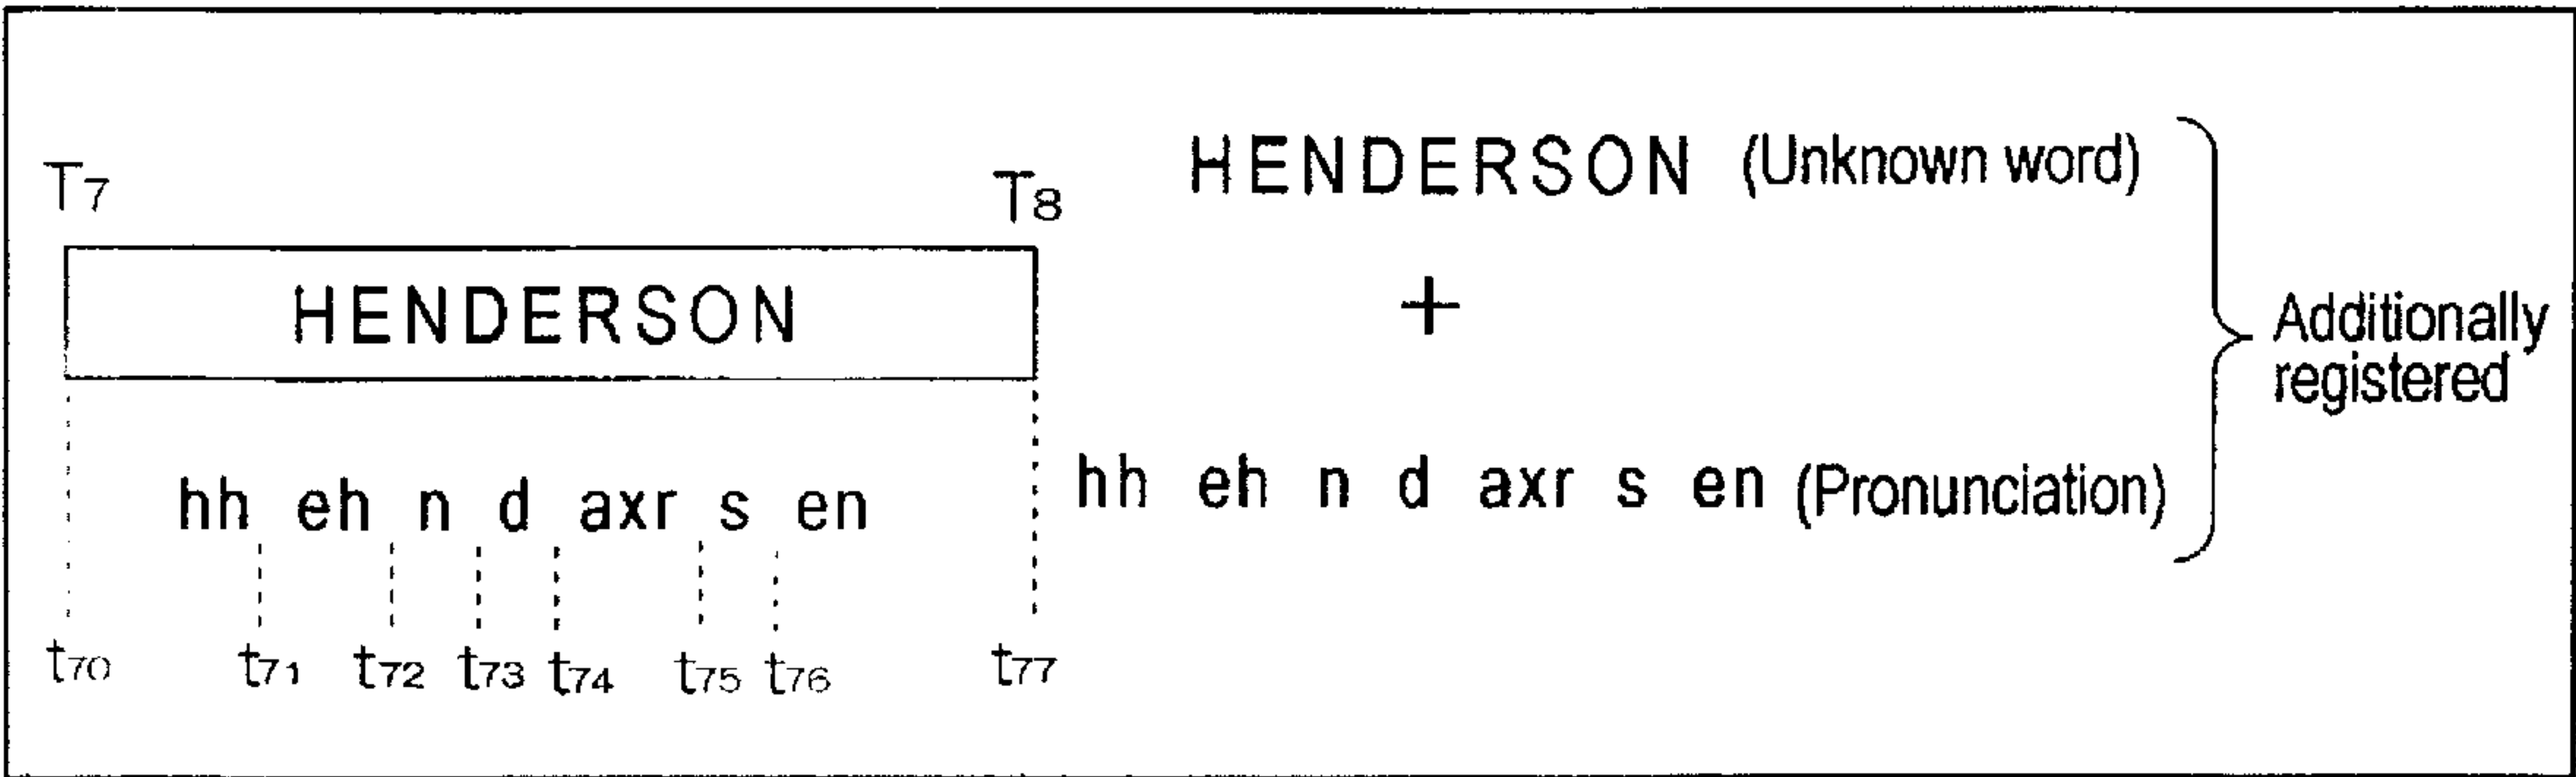 T7 T8
HENDERSON
hh eh n d axr s en
t70 t71 t72 t73 t74 t75 t76 t77
HENDERSON (Unknown word)
+
hh eh n d axr s en (Pronunciation)
Additionally
registered